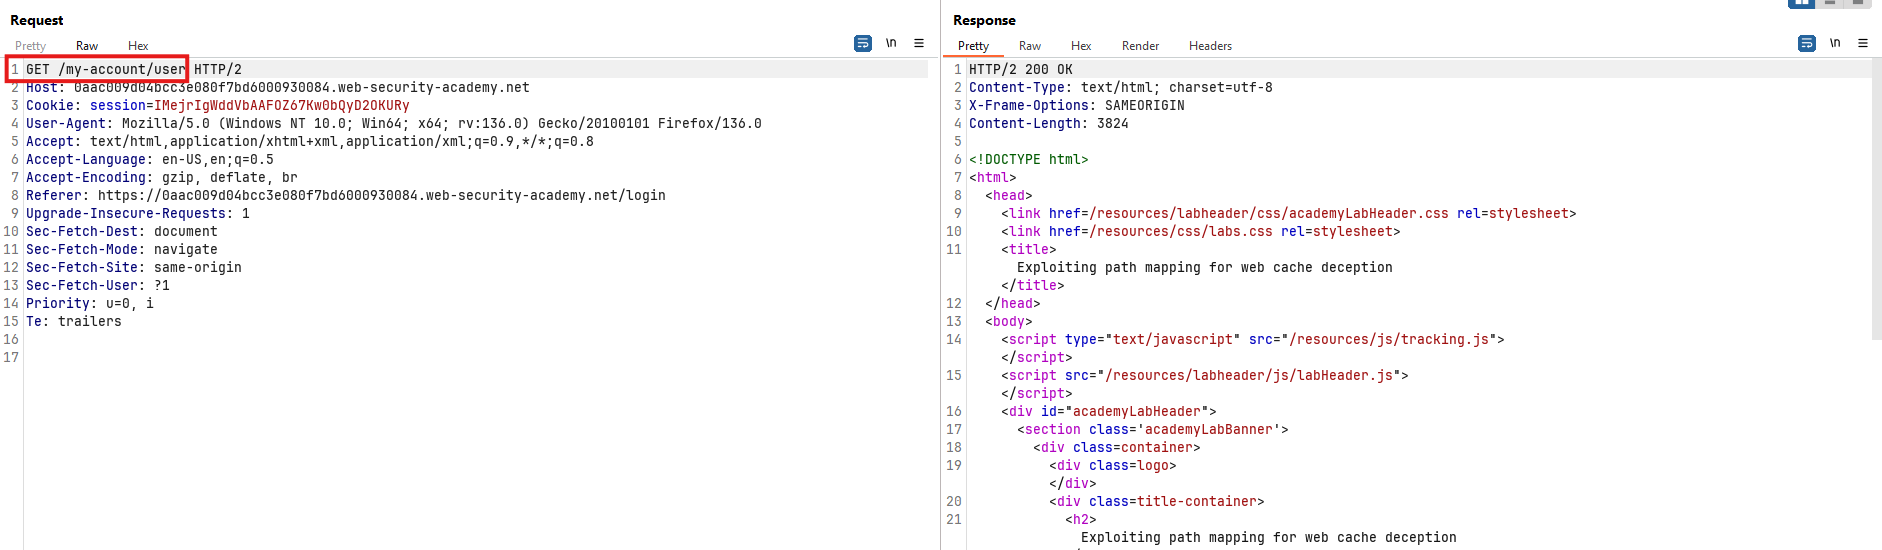 Request
Pretty Raw Hex
\n
1 GET /my-account/user HTTP/2
2 Host: 0aac009d04bcc3e080f7bd6000930084.web-security-academy.net
3 Cookie: session=IMejrIgWddVbAAFOZ67Kw0bQyD2OKURy
4 User-Agent: Mozilla/5.0 (Windows NT 10.0; Win64; x64; rv:136.0) Gecko/20100101 Firefox/136.0
5 Accept: text/html,application/xhtml+xml,application/xml;q=0.9,*/*;q=0.8
6 Accept-Language: en-US,en;q=0.5
7 Accept-Encoding: gzip, deflate, br
8 Referer: https://0aac009d04bcc3e080f7bd6000930084.web-security-academy.net/login
9 Upgrade-Insecure-Requests: 1
10 Sec-Fetch-Dest: document
11 Sec-Fetch-Mode: navigate
12 Sec-Fetch-Site: same-origin
13 Sec-Fetch-User: ?1
14 Priority: u=0, i
15 Te: trailers
16
17
Response
Pretty Raw Hex Render Headers
\n
1 HTTP/2 200 OK
2 Content-Type: text/html; charset=utf-8
3 X-Frame-Options: SAMEORIGIN
4 Content-Length: 3824
5
6 <!DOCTYPE html>
7 <html>
8 <head>
9 <link href=/resources/labheader/css/academyLabHeader.css rel=stylesheet>
10 <link href=/resources/css/labs.css rel=stylesheet>
11 <title>
Exploiting path mapping for web cache deception
</title>
12 </head>
13 <body>
14 <script type="text/javascript" src="/resources/js/tracking.js">
</script>
15 <script src="/resources/labheader/js/labHeader.js">
</script>
16 <div id="academyLabHeader">
17 <section class='academyLabBanner'>
18 <div class=container>
19 <div class=logo>
</div>
20 <div class=title-container>
21 <h2>
Exploiting path mapping for web cache deception